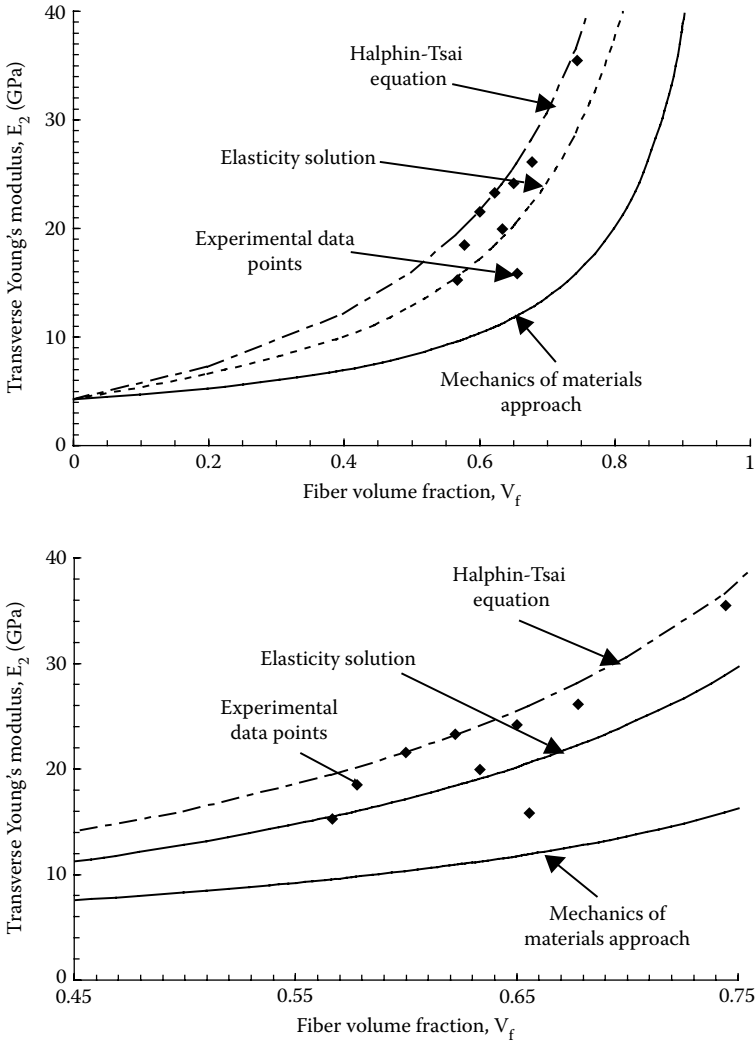 40
30
20
10
0
Transverse Young's modulus, E2 (GPa)
Halphin-Tsai
equation
Elasticity solution
Experimental data
points
Mechanics of materials
approach
0
0.2
0.4
0.6
0.8
1
Fiber volume fraction, Vf
40
30
20
10
0
Transverse Young's modulus, E2 (GPa)
Halphin-Tsai
equation
Elasticity solution
Experimental
data points
Mechanics of
materials approach
0.45
0.55
0.65
0.75
Fiber volume fraction, Vf